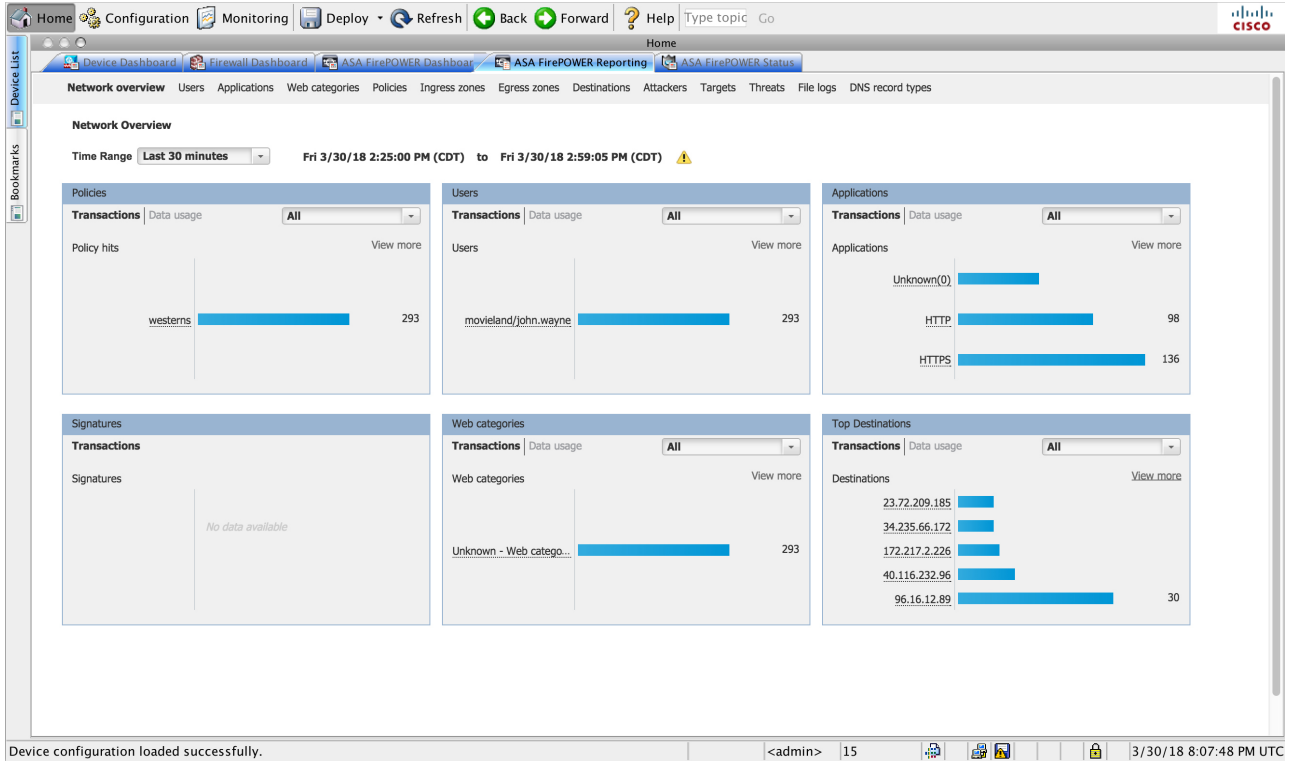 Home Configuration Monitoring Deploy Refresh Back Forward Help Type topic Go
CISCO
Home
Device List
Bookmarks
Device Dashboard Firewall Dashboard ASA FirePOWER Dashboar ASA FirePOWER Reporting ASA FirePOWER Status
Network overview Users Applications Web categories Policies Ingress zones Egress zones Destinations Attackers Targets Threats File logs DNS record types
Network Overview
Time Range Last 30 minutes Fri 3/30/18 2:25:00 PM (CDT) to Fri 3/30/18 2:59:05 PM (CDT)
Policies
Transactions Data usage All
Policy hits View more
westerns 293
Users
Transactions Data usage All
Users View more
movieland/john.wayne 293
Applications
Transactions Data usage All
Applications View more
Unknown(0)
HTTP 98
HTTPS 136
Signatures
Transactions
Signatures
No data available
Web categories
Transactions Data usage All
Web categories View more
Unknown - Web catego... 293
Top Destinations
Transactions Data usage All
Destinations View more
23.72.209.185
34.235.66.172
172.217.2.226
40.116.232.96
96.16.12.89 30
Device configuration loaded successfully. <admin> 15 3/30/18 8:07:48 PM UTC